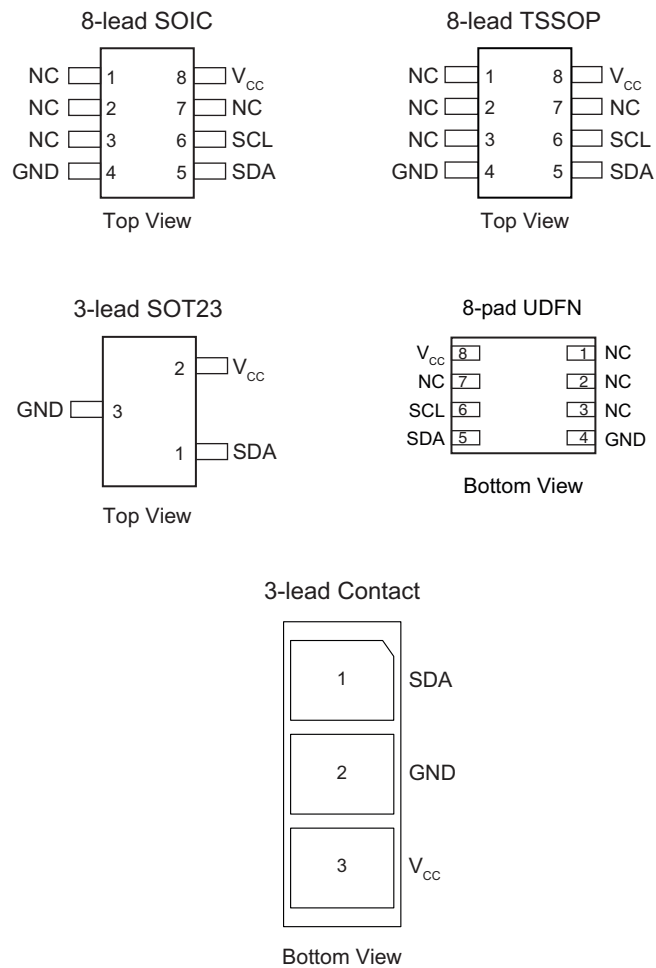 8-lead SOIC
NC 1 8 VCC
NC 2 7 NC
NC 3 6 SCL
GND 4 5 SDA
Top View
8-lead TSSOP
NC 1 8 VCC
NC 2 7 NC
NC 3 6 SCL
GND 4 5 SDA
Top View
3-lead SOT23
2 VCC
GND 3
1 SDA
Top View
8-pad UDFN
VCC 8 1 NC
NC 7 2 NC
SCL 6 3 NC
SDA 5 4 GND
Bottom View
3-lead Contact
1 SDA
2 GND
3 VCC
Bottom View